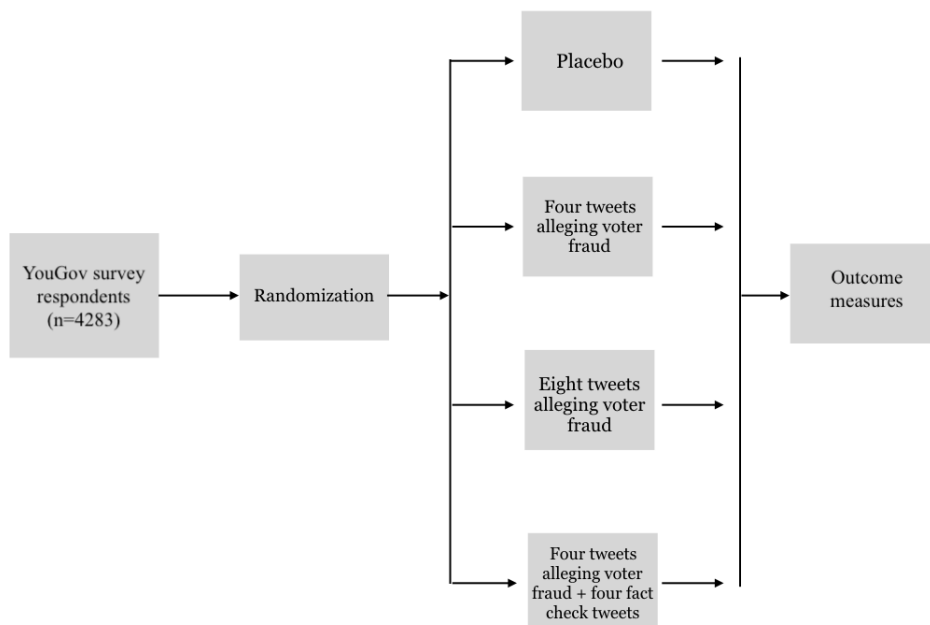 Placebo
Four tweets
alleging voter
fraud
YouGov survey
respondents
(n=4283)
Randomization
Outcome
measures
Eight tweets
alleging voter
fraud
Four tweets
alleging voter
fraud + four fact
check tweets